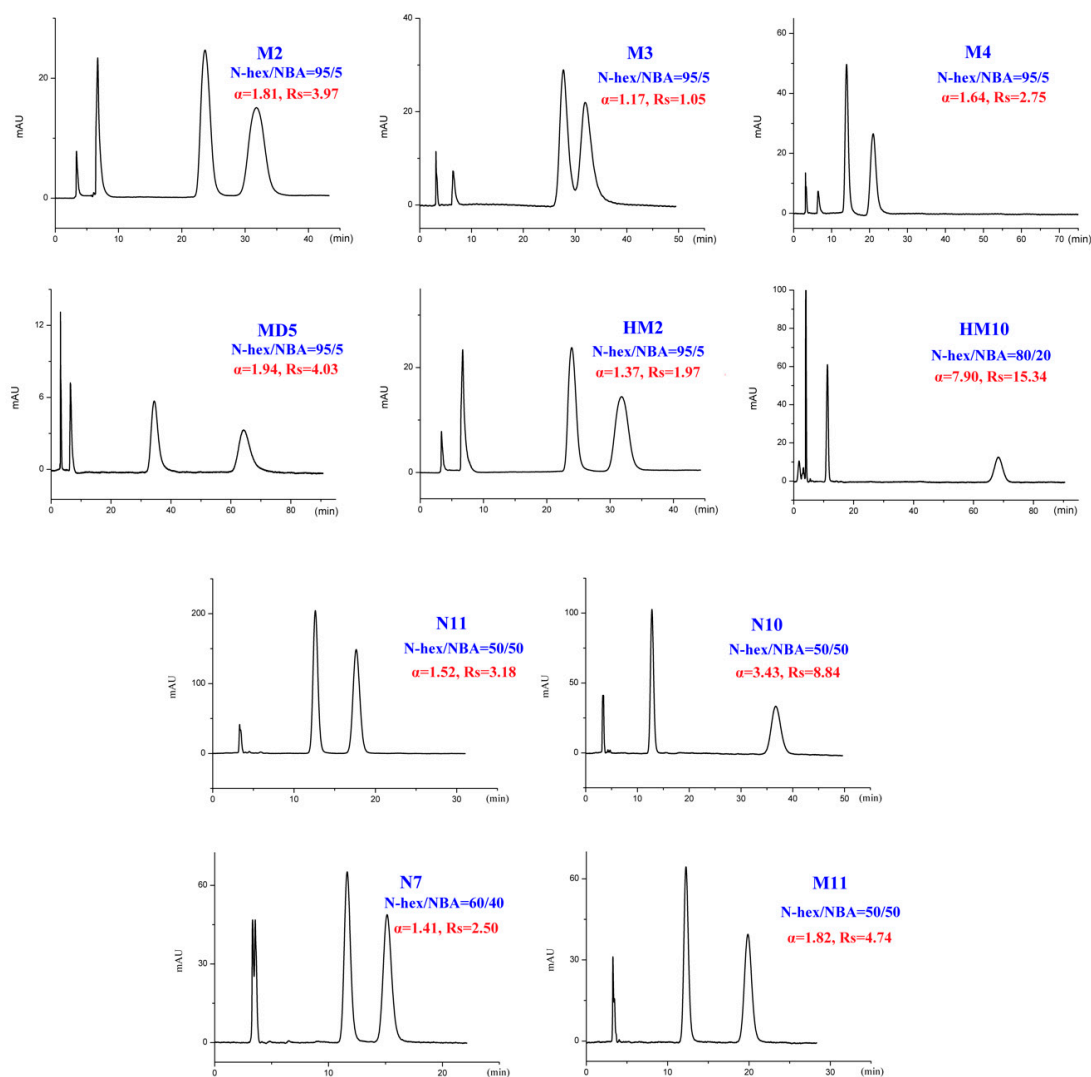 M2
N-hex/NBA=95/5
α=1.81, Rs=3.97
mAU
20
0
0 10 20 30 40 (min)
M3
N-hex/NBA=95/5
α=1.17, Rs=1.05
mAU
40
20
0
0 10 20 30 40 50 (min)
M4
N-hex/NBA=95/5
α=1.64, Rs=2.75
mAU
60
40
20
0
0 10 20 30 40 50 60 70 (min)
MD5
N-hex/NBA=95/5
α=1.94, Rs=4.03
mAU
12
6
0
0 20 40 60 80 (min)
HM2
N-hex/NBA=95/5
α=1.37, Rs=1.97
mAU
20
0
0 10 20 30 40 (min)
HM10
N-hex/NBA=80/20
α=7.90, Rs=15.34
mAU
100
80
60
40
20
0
0 20 40 60 80 (min)
N11
N-hex/NBA=50/50
α=1.52, Rs=3.18
mAU
200
100
0
0 10 20 30 (min)
N10
N-hex/NBA=50/50
α=3.43, Rs=8.84
mAU
100
50
0
0 10 20 30 40 50 (min)
N7
N-hex/NBA=60/40
α=1.41, Rs=2.50
mAU
60
30
0
0 10 20 (min)
M11
N-hex/NBA=50/50
α=1.82, Rs=4.74
mAU
60
30
0
0 10 20 30 (min)